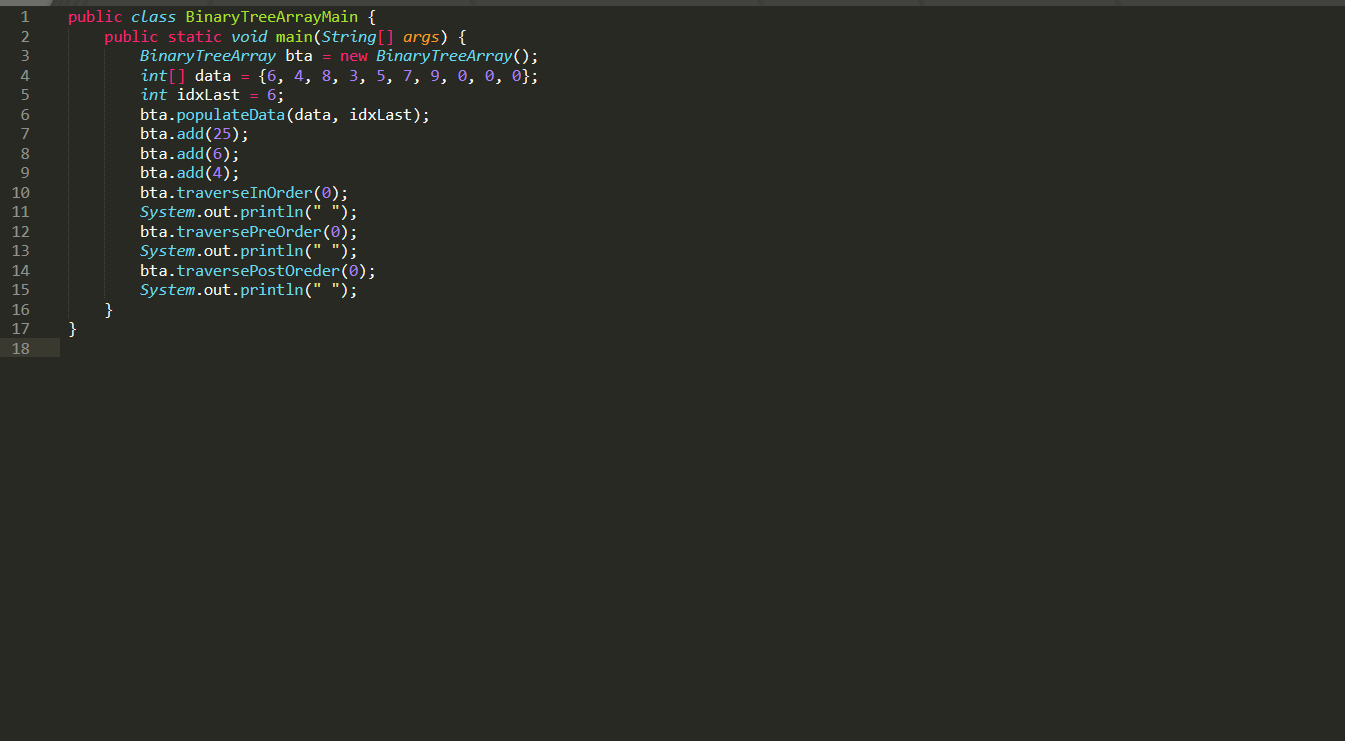 1 public class BinaryTreeArrayMain {
2 public static void main(String[] args) {
3 BinaryTreeArray bta = new BinaryTreeArray();
4 int[] data = {6, 4, 8, 3, 5, 7, 9, 0, 0, 0};
5 int idxLast = 6;
6 bta.populateData(data, idxLast);
7 bta.add(25);
8 bta.add(6);
9 bta.add(4);
10 bta.traverseInOrder(0);
11 System.out.println(" ");
12 bta.traversePreOrder(0);
13 System.out.println(" ");
14 bta.traversePostOreder(0);
15 System.out.println(" ");
16 }
17 }
18